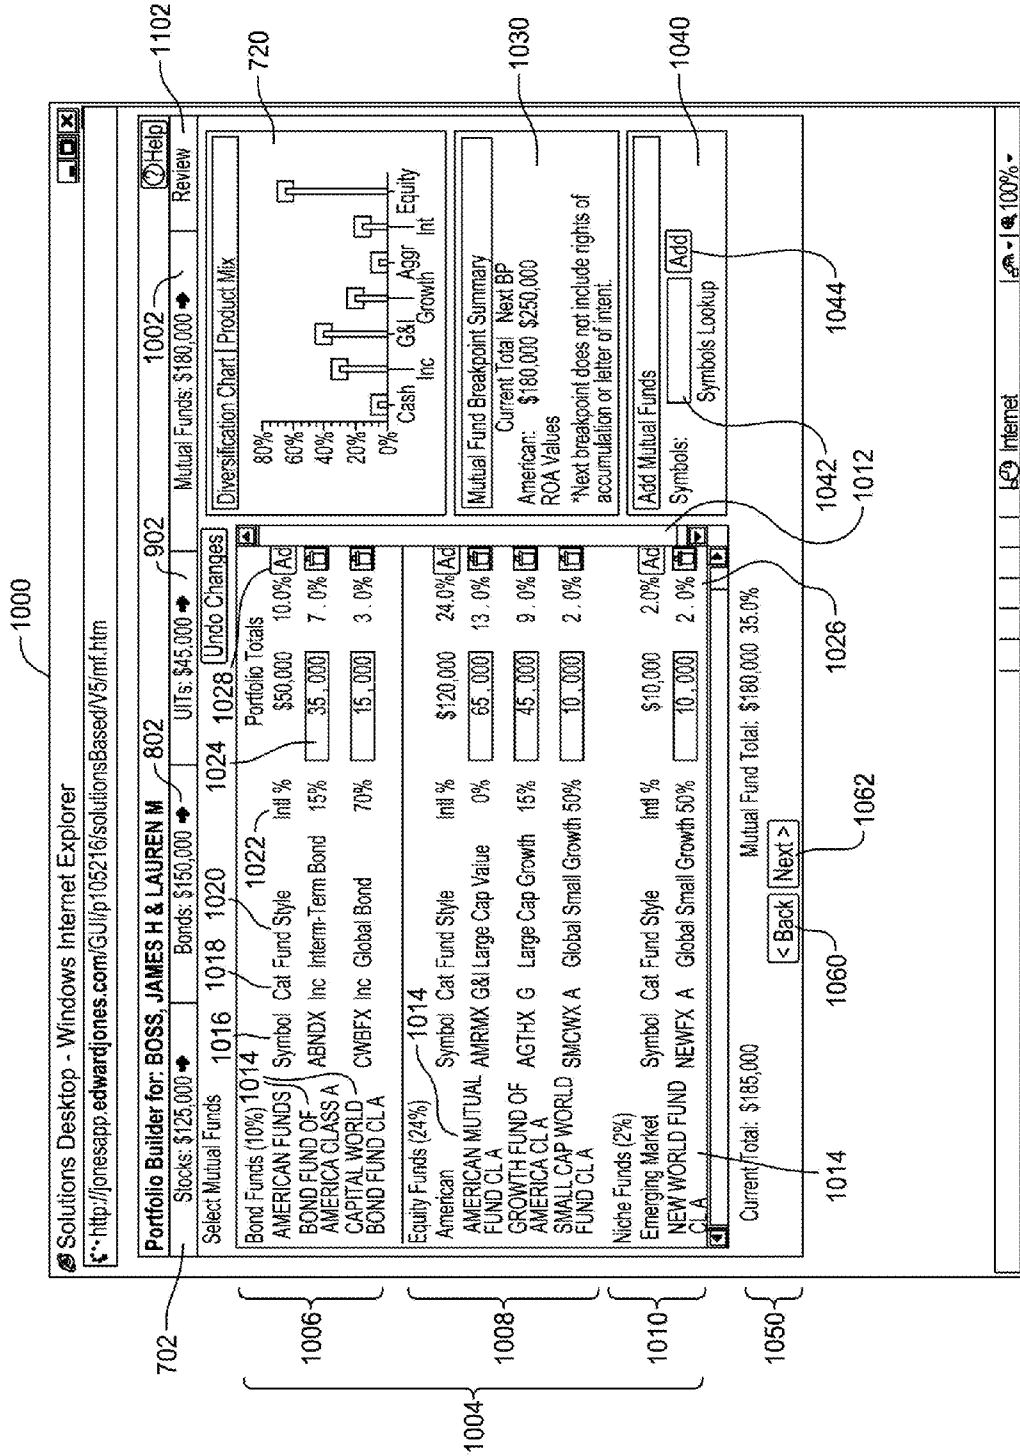 1000
Solutions Desktop - Windows Internet Explorer
http://jonesapp.edwardjones.com/GUI/p105216/solutionsBased/V5/mf.htm
Portfolio Builder for: BOSS, JAMES H & LAUREN M
Help
702
802
902
1002
1102
Stocks: $125,000
Bonds: $150,000
UITs: $45,000
Mutual Funds: $180,000
Review
Select Mutual Funds
1016
1018
1020
1022
1024
1028
Undo Changes
1004
1006
Bond Funds (10%)
1014
Portfolio Totals
AMERICAN FUNDS Symbol Cat Fund Style Intl % $50,000 10.0% Ad
BOND FUND OF AMERICA CLASS A ABNDX Inc Interm-Term Bond 15% 35,000 7.0%
CAPITAL WORLD BOND FUND CL A CWBFX Inc Global Bond 70% 15,000 3.0%
1008
Equity Funds (24%)
1014
American Symbol Cat Fund Style $120,000 24.0% Ad
AMERICAN MUTUAL FUND CL A AMRMX G&I Large Cap Value 0% 65,000 13.0%
GROWTH FUND OF AMERICA CL A AGTHX G Large Cap Growth 15% 45,000 9.0%
SMALL CAP WORLD FUND CL A SMCWX A Global Small Growth 50% 10,000 2.0%
1010
Niche Funds (2%)
Emerging Market Symbol Cat Fund Style Intl % $10,000 2.0% Ad
NEW WORLD FUND CL A NEWFX A Global Small Growth 50% 10,000 2.0%
1014
1026
1012
1050
Current/Total: $185,000
Mutual Fund Total: $180,000 35.0%
< Back
Next >
1060
1062
Diversification Chart | Product Mix
720
80%
60%
40%
20%
0%
Cash
Inc
G&I
Growth
Aggr
Int
Equity
Mutual Fund Breakpoint Summary
1030
Current Total Next BP
American: $180,000 $250,000
ROA Values
*Next breakpoint does not include rights of
accumulation or letter of intent.
Add Mutual Funds
1040
Symbols:
Add
Symbols Lookup
1042
1044
Internet
100%